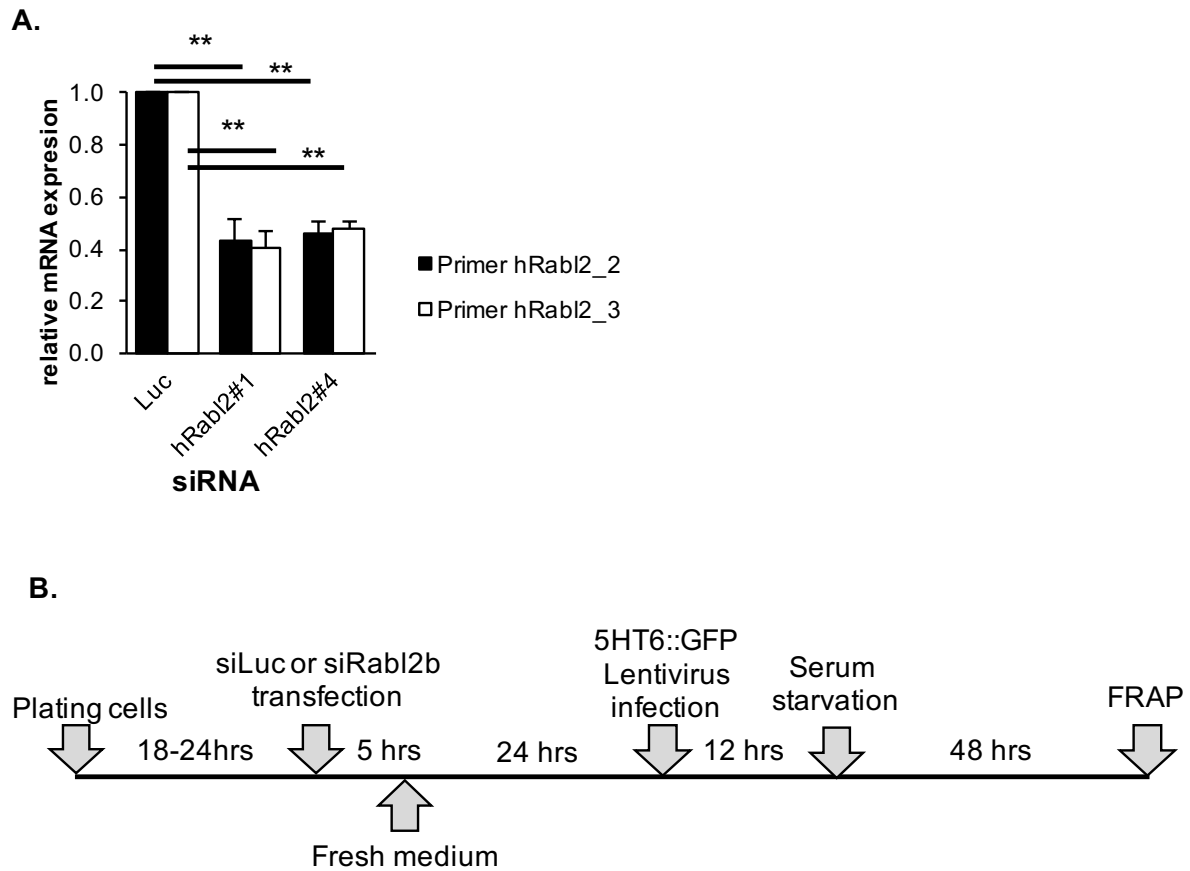 A.
**
**
**
**
relative mRNA expresion
1.0
0.8
0.6
0.4
0.2
0.0
Luc
hRabl2#1
hRabl2#4
siRNA
Primer hRabl2_2
Primer hRabl2_3
B.
Plating cells
18-24hrs
siLuc or siRabl2b
transfection
5 hrs
Fresh medium
24 hrs
5HT6::GFP
Lentivirus
infection
12 hrs
Serum
starvation
48 hrs
FRAP